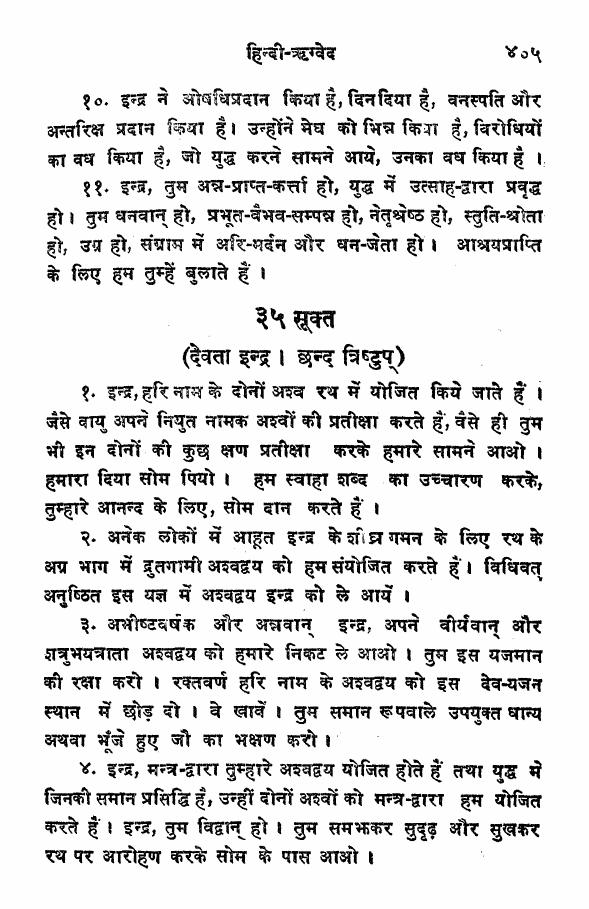 हिन्दी-ऋग्वेद ४०५
१०. इन्द्र ने ओषधिप्रदान किया है, दिन दिया है, वनस्पति और
अन्तरिक्ष प्रदान किया है। उन्होंने मेघ को भिन्न किया है, विरोधियों
का वध किया है, जो युद्ध करने सामने आये, उनका वध किया है ।
११. इन्द्र, तुम अन्न-प्राप्त-कर्त्ता हो, युद्ध में उत्साह-द्वारा प्रवृद्ध
हो। तुम धनवान् हो, प्रभूत-वैभव-सम्पन्न हो, नेतृश्रेष्ठ हो, स्तुति-श्रोता
हो, उग्र हो, संग्राम में अरि-मर्दन और धन-जेता हो। आश्रयप्राप्ति
के लिए हम तुम्हें बुलाते हैं ।
३५ सूक्त
(देवता इन्द्र। छन्द त्रिष्टुप्)
१. इन्द्र, हरि नाम के दोनों अश्व रथ में योजित किये जाते हैं ।
जैसे वायु अपने नियुत नामक अश्वों की प्रतीक्षा करते हैं, वैसे ही तुम
भी इन दोनों की कुछ क्षण प्रतीक्षा करके हमारे सामने आओ ।
हमारा दिया सोम पियो। हम स्वाहा शब्द का उच्चारण करके,
तुम्हारे आनन्द के लिए, सोम दान करते हैं ।
२. अनेक लोकों में आहूत इन्द्र के शीघ्र गमन के लिए रथ के
अग्र भाग में द्रुतगामी अश्वद्वय को हम संयोजित करते हैं। विधिवत्
अनुष्ठित इस यज्ञ में अश्वद्वय इन्द्र को ले आयें ।
३. अभीष्टवर्षक और अन्नवान् इन्द्र, अपने वीर्यवान् और
शत्रुभयत्राता अश्वद्वय को हमारे निकट ले आओ। तुम इस यजमान
की रक्षा करो । रक्तवर्ण हरि नाम के अश्वद्वय को इस देव-यजन
स्थान में छोड़ दो । वे खावें । तुम समान रूपवाले उपयुक्त धान्य
अथवा भूँजे हुए जौ का भक्षण करो ।
४. इन्द्र, मन्त्र-द्वारा तुम्हारे अश्वद्वय योजित होते हैं तथा युद्ध में
जिनकी समान प्रसिद्धि है, उन्हीं दोनों अश्वों को मन्त्र-द्वारा हम योजित
करते हैं। इन्द्र, तुम विद्वान् हो। तुम समझकर सुदृढ़ और सुखकर
रथ पर आरोहण करके सोम के पास आओ ।